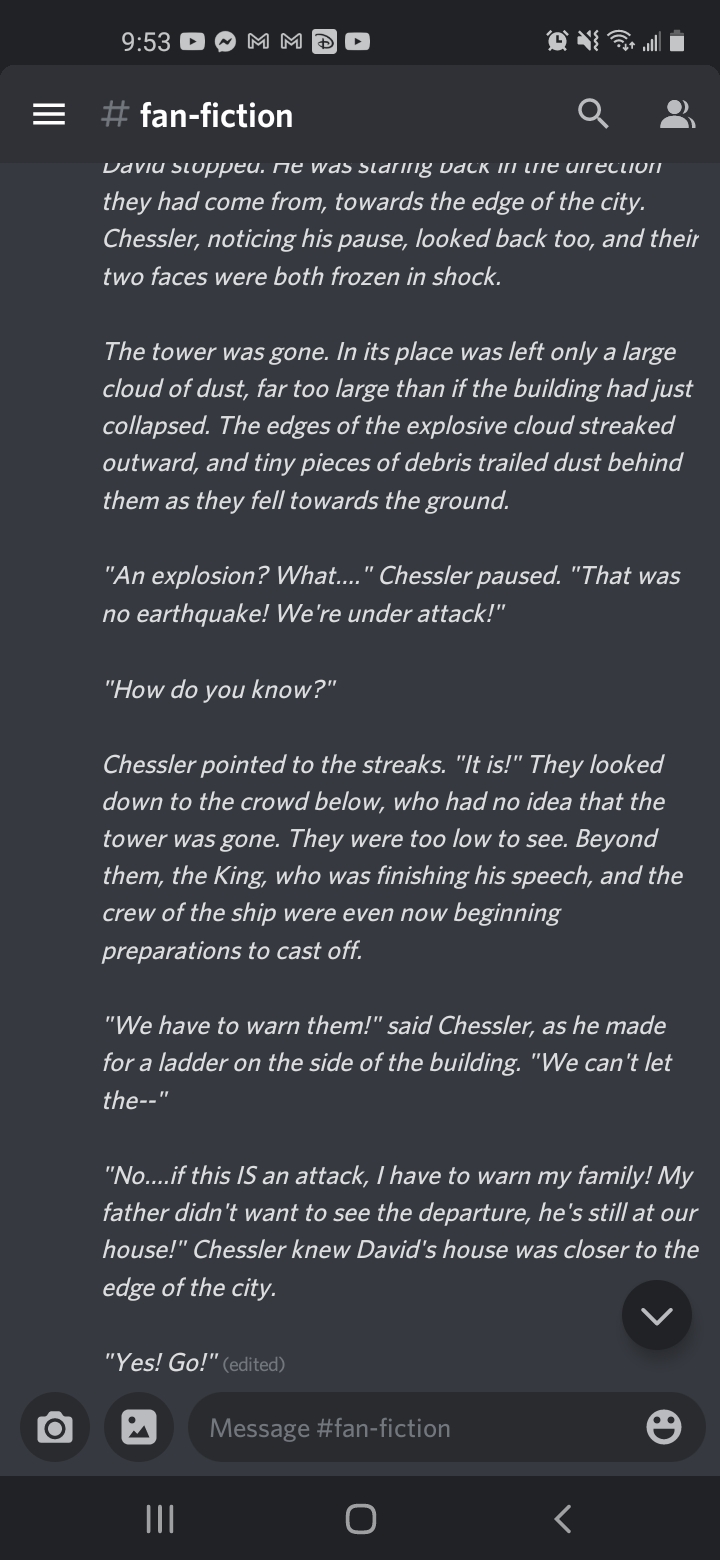 9:53
# fan-fiction
David stopped. He was staring back in the direction
they had come from, towards the edge of the city.
Chessler, noticing his pause, looked back too, and their
two faces were both frozen in shock.
The tower was gone. In its place was left only a large
cloud of dust, far too large than if the building had just
collapsed. The edges of the explosive cloud streaked
outward, and tiny pieces of debris trailed dust behind
them as they fell towards the ground.
"An explosion? What...." Chessler paused. "That was
no earthquake! We're under attack!"
"How do you know?"
Chessler pointed to the streaks. "It is!" They looked
down to the crowd below, who had no idea that the
tower was gone. They were too low to see. Beyond
them, the King, who was finishing his speech, and the
crew of the ship were even now beginning
preparations to cast off.
"We have to warn them!" said Chessler, as he made
for a ladder on the side of the building. "We can't let
the--"
"No....if this IS an attack, I have to warn my family! My
father didn't want to see the departure, he's still at our
house!" Chessler knew David's house was closer to the
edge of the city.
"Yes! Go!" (edited)
Message #fan-fiction